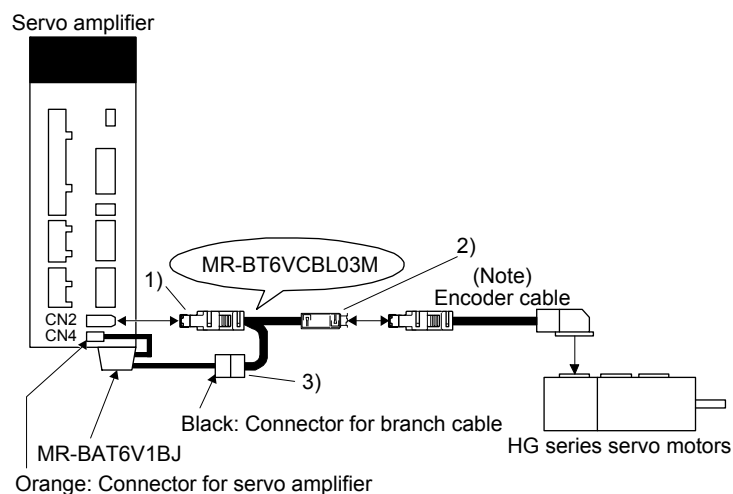 Servo amplifier
MR-BT6VCBL03M
1)
2)
(Note)
Encoder cable
CN2
CN4
3)
Black: Connector for branch cable
MR-BAT6V1BJ
HG series servo motors
Orange: Connector for servo amplifier